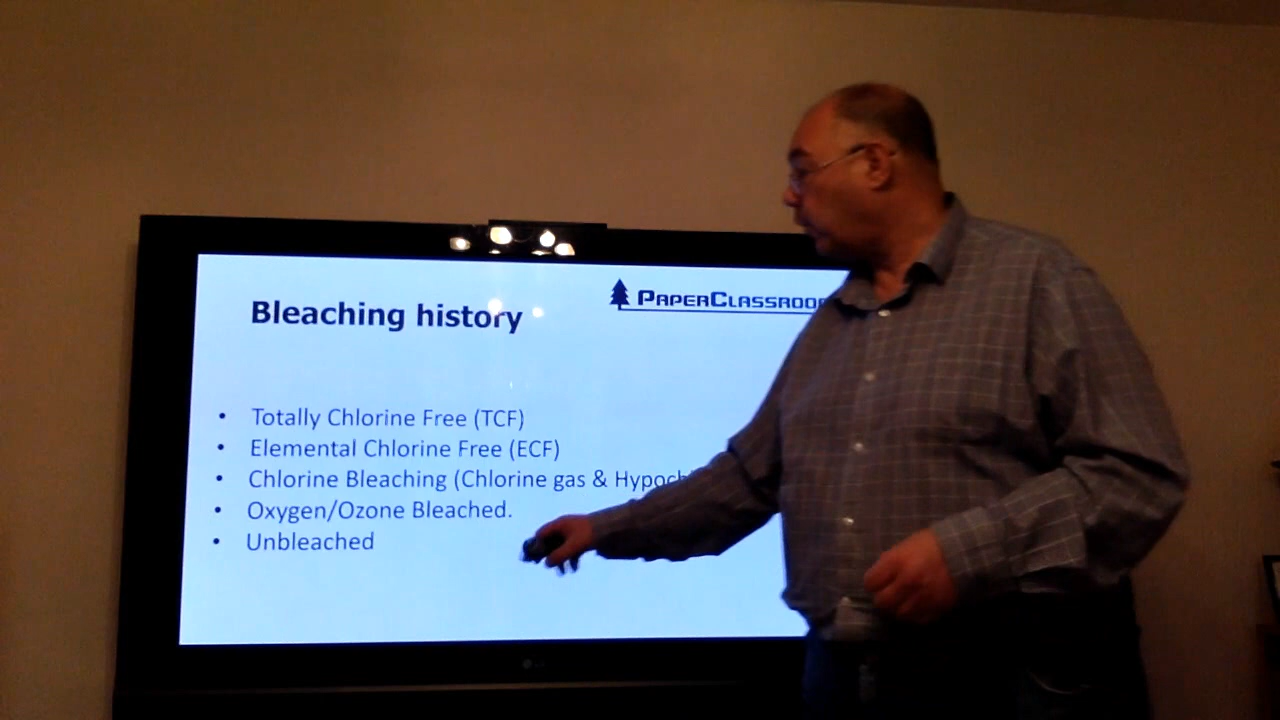 PAPERCLASSROO
Bleaching history
• Totally Chlorine Free (TCF)
• Elemental Chlorine Free (ECF)
• Chlorine Bleaching (Chlorine gas &
• Oxygen/Ozone Bleached.
• Unbleached
LG